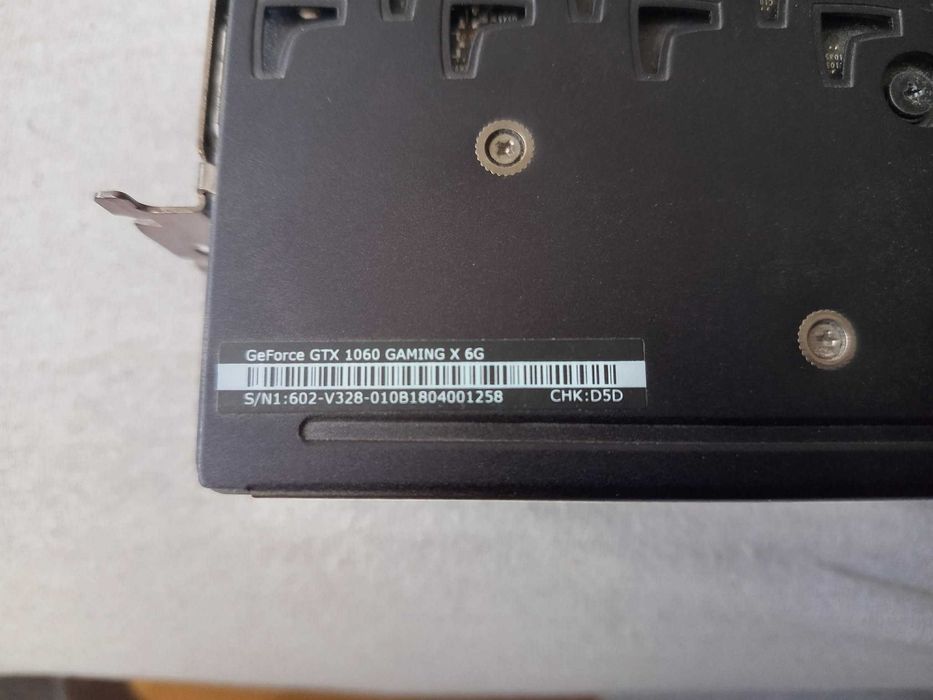 GeForce GTX 1060 GAMING X 6G
S/N1:602-V328-010B1804001258 CHK:D5D